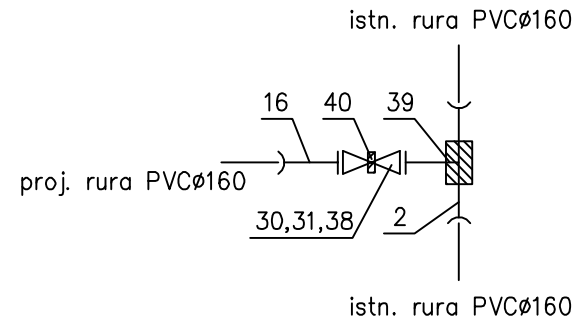 istn. rura PVCø160
16
40
39
proj. rura PVCø160
30,31,38
2
istn. rura PVCø160